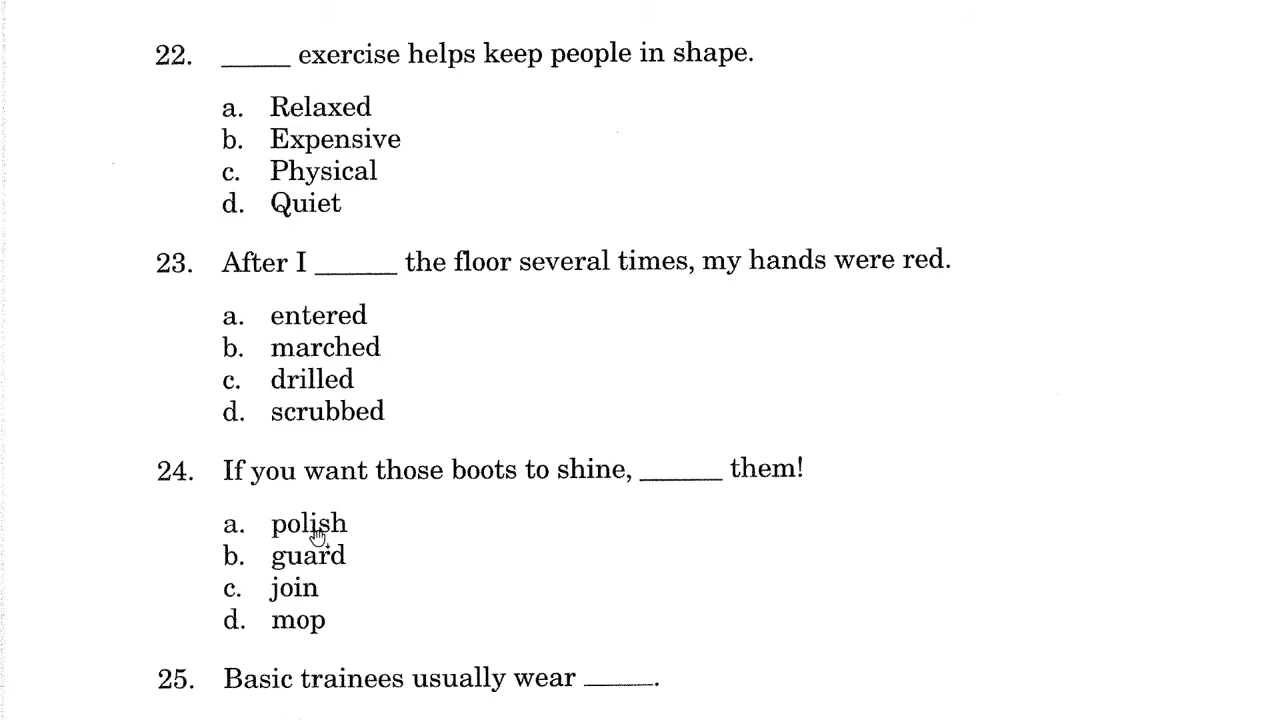 22. _____ exercise helps keep people in shape.
a. Relaxed
b. Expensive
c. Physical
d. Quiet
23. After I ______ the floor several times, my hands were red.
a. entered
b. marched
c. drilled
d. scrubbed
24. If you want those boots to shine, ______ them!
a. polish
b. guard
c. join
d. mop
25. Basic trainees usually wear _____.